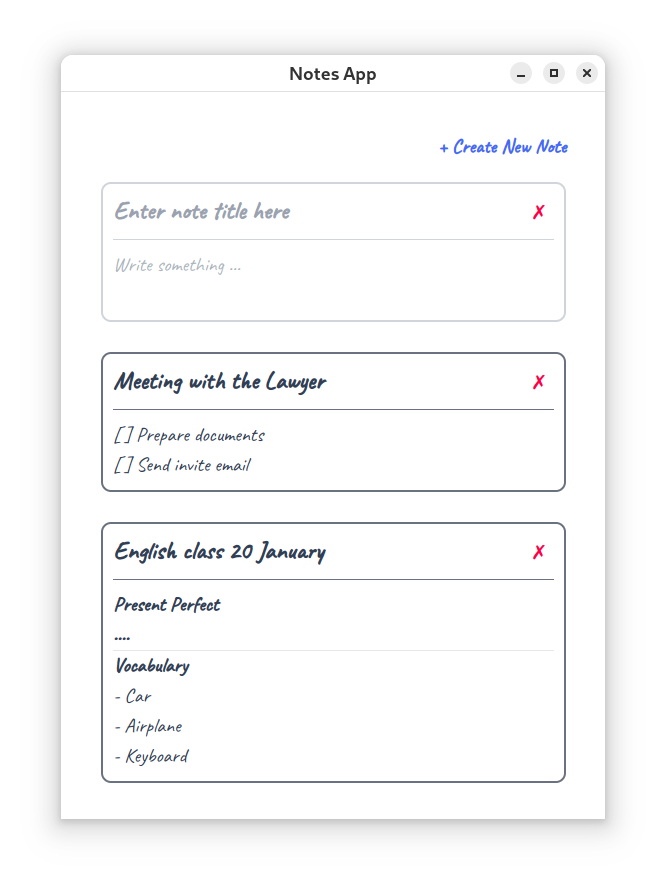 Notes App
+ Create New Note
Enter note title here
✗
Write something ...
Meeting with the Lawyer
✗
[ ] Prepare documents
[ ] Send invite email
English class 20 January
✗
Present Perfect
....
Vocabulary
- Car
- Airplane
- Keyboard